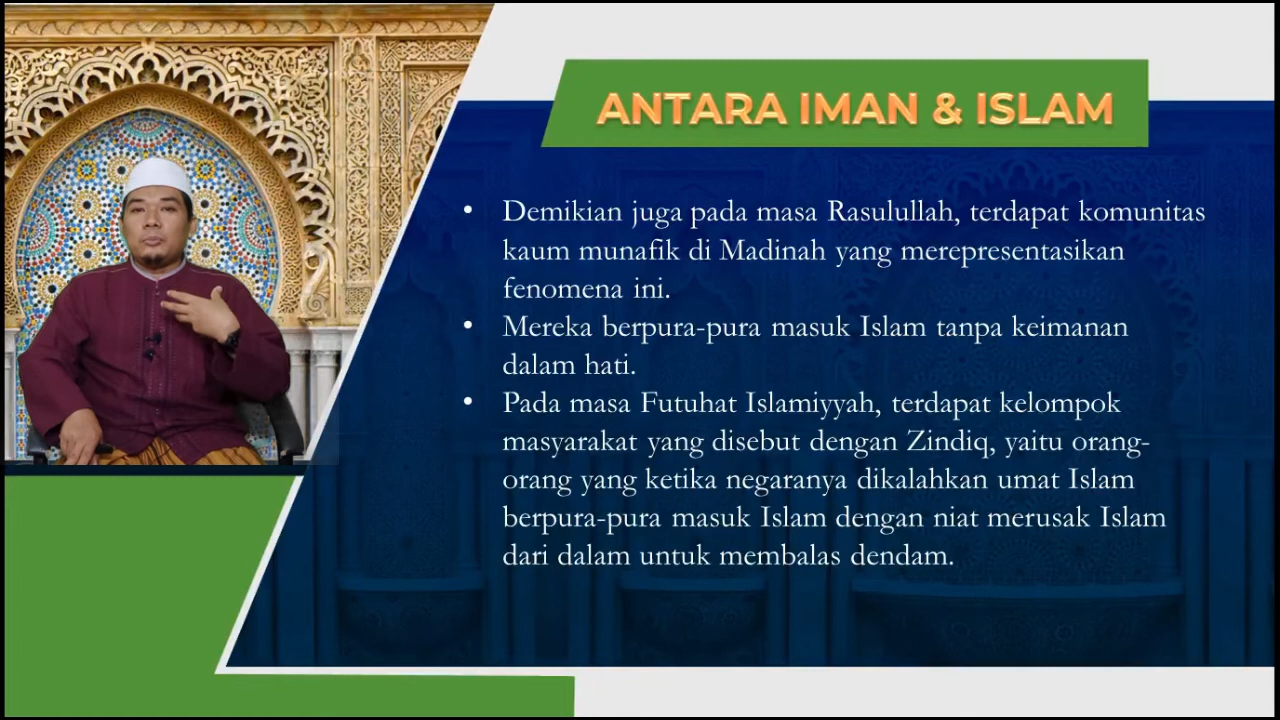 ANTARA IMAN & ISLAM
• Demikian juga pada masa Rasulullah, terdapat komunitas
kaum munafik di Madinah yang merepresentasikan
fenomena ini.
• Mereka berpura-pura masuk Islam tanpa keimanan
dalam hati.
• Pada masa Futuhat Islamiyyah, terdapat kelompok
masyarakat yang disebut dengan Zindiq, yaitu orang-
orang yang ketika negaranya dikalahkan umat Islam
berpura-pura masuk Islam dengan niat merusak Islam
dari dalam untuk membalas dendam.